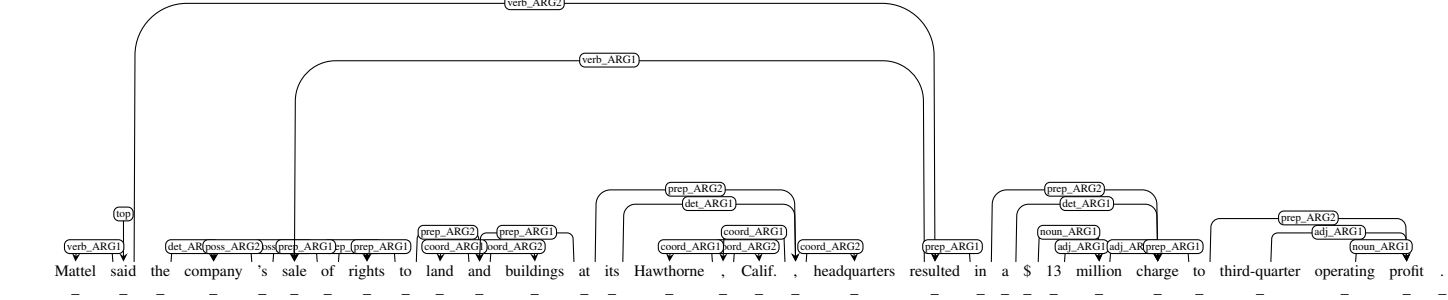 verb_ARG2
verb_ARG1
prep_ARG2 prep_ARG2
det_ARG1 det_ARG1
top prep_ARG2
prep_ARG2 prep_ARG1 coord_ARG1 noun_ARG1 adj_ARG1
verb_ARG1 poss_ARG2 prep_ARG1 prep_ARG1 coord_ARG1 coord_ARG1 coord_ARG2 prep_ARG1 adj_ARG1 prep_ARG1 noun_ARG1
Mattel said the company 's sale of rights to land and buildings at its Hawthorne , Calif. , headquarters resulted in a $ 13 million charge to third-quarter operating profit .